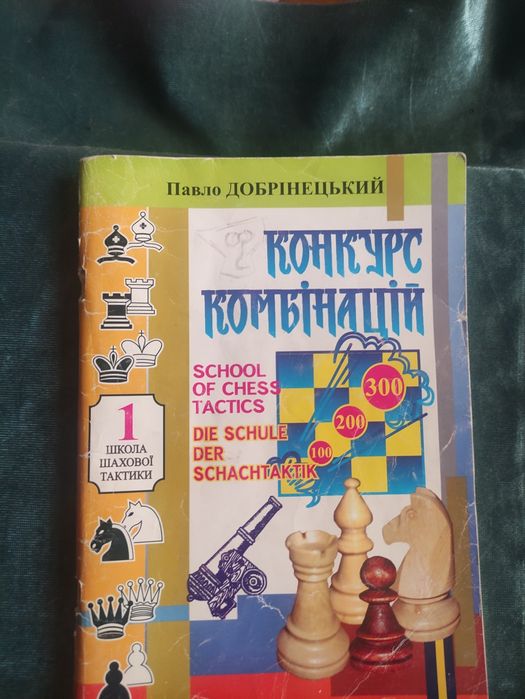 Павло ДОБРІНЕЦЬКИЙ
КОНКУРС
КОМБІНАЦІЙ
SCHOOL
OF CHESS
TACTICS
DIE SCHULE
DER
SCHACHTAKTIK
300
200
100
1
ШКОЛА
ШАХОВОЇ
ТАКТИКИ